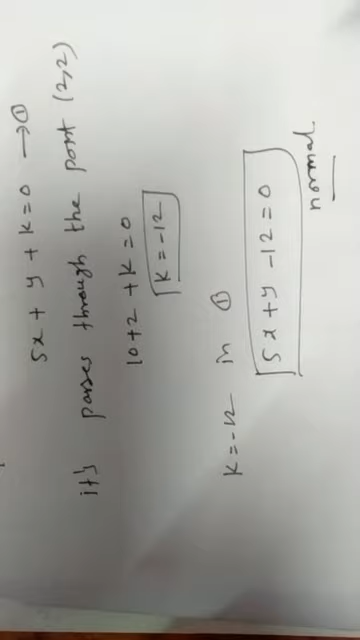 5x + y + k = 0 → ①
it's passes through the point (2,2)
10 + 2 + k = 0
k = -12
k = -12 in ①
5x + y - 12 = 0
normal